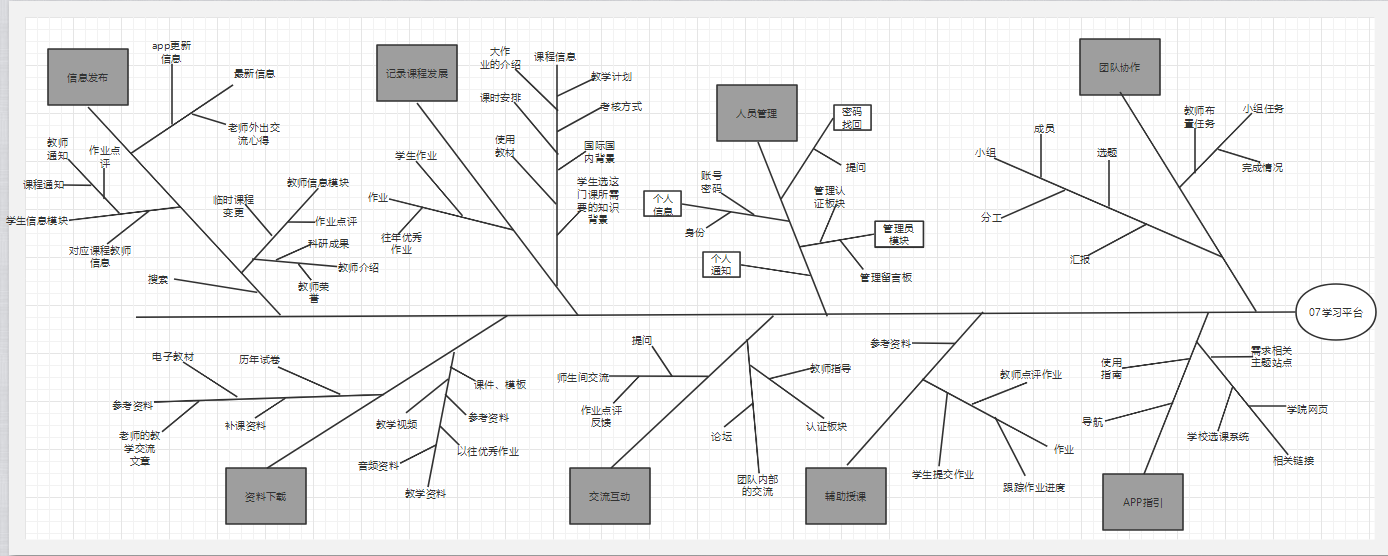 app更新
信息
最新信息
信息发布
老师外出交
流心得
教师
通知
作业点
评
课程通知
学生信息模块
对应课程教师
信息
临时课程
变更
教师信息模块
作业点评
科研成果
教师介绍
教师荣
誉
搜索
记录课程发展
大作
业的介绍
课程信息
教学计划
课时安排
考核方式
使用
教材
国际国
内背景
学生选这
门课所需
要的知识
背景
学生作业
作业
往年优秀
作业
人员管理
密码
找回
提问
账号
密码
个人
信息
身份
管理认
证板块
管理员
模块
个人
通知
管理留言板
团队协作
教师布
置任务
小组任务
完成情况
成员
小组
选题
分工
汇报
07学习平台
电子教材
历年试卷
参考资料
补课资料
老师的教
学交流
文章
课件、模板
教学视频
参考资料
以往优秀作业
音频资料
教学资料
资料下载
提问
师生间交流
作业点评
反馈
教师指导
论坛
认证板块
团队内部
的交流
交流互动
参考资料
教师点评作业
作业
学生提交作业
跟踪作业进度
辅助授课
使用
指南
需求相关
主题站点
导航
学院网页
学校选课系统
相关链接
APP指引